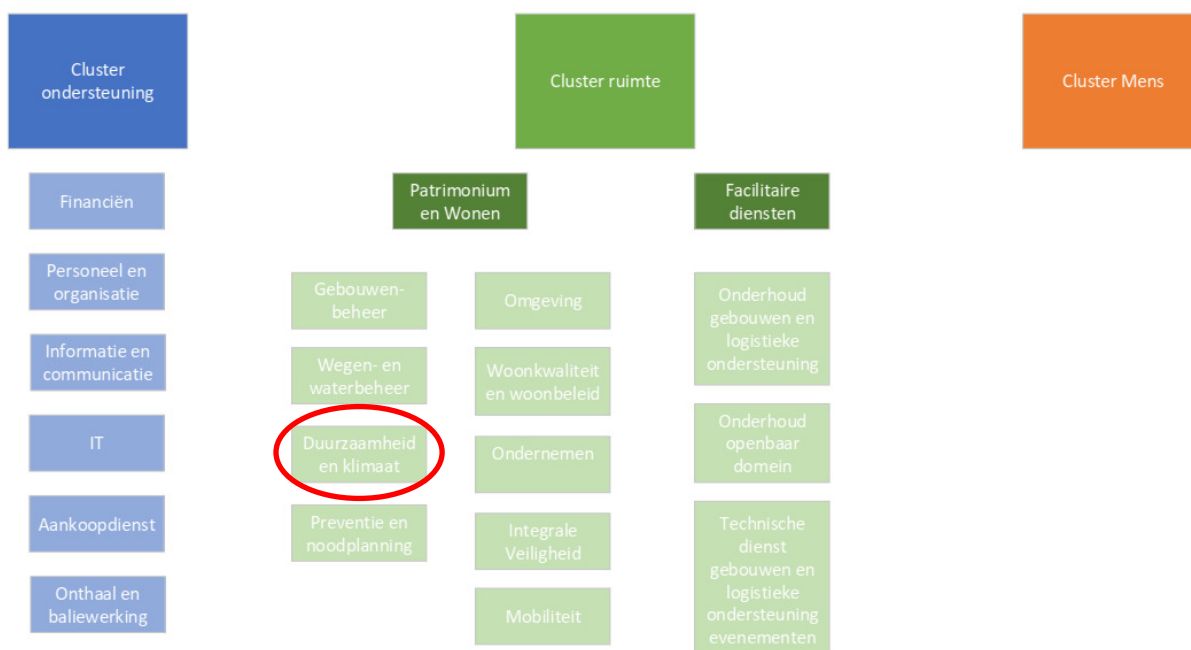 Cluster
ondersteuning
Cluster ruimte
Cluster Mens
Financiën
Personeel en
organisatie
Informatie en
communicatie
IT
Aankoopdienst
Onthaal en
baliewerking
Patrimonium
en Wonen
Gebouwen-
beheer
Wegen- en
waterbeheer
Duurzaamheid
en klimaat
Preventie en
noodplanning
Omgeving
Woonkwaliteit
en woonbeleid
Ondernemen
Integrale
Veiligheid
Mobiliteit
Facilitaire
diensten
Onderhoud
gebouwen en
logistieke
ondersteuning
Onderhoud
openbaar
domein
Technische
dienst
gebouwen en
logistieke
ondersteuning
evenementen